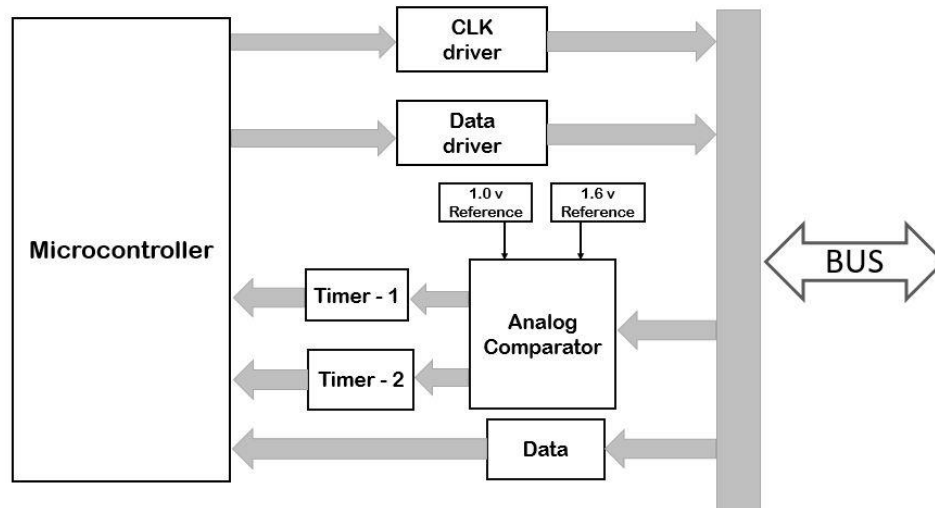 CLK
driver
Data
driver
1.0 v
Reference
1.6 v
Reference
Microcontroller
BUS
Timer - 1
Analog
Comparator
Timer - 2
Data